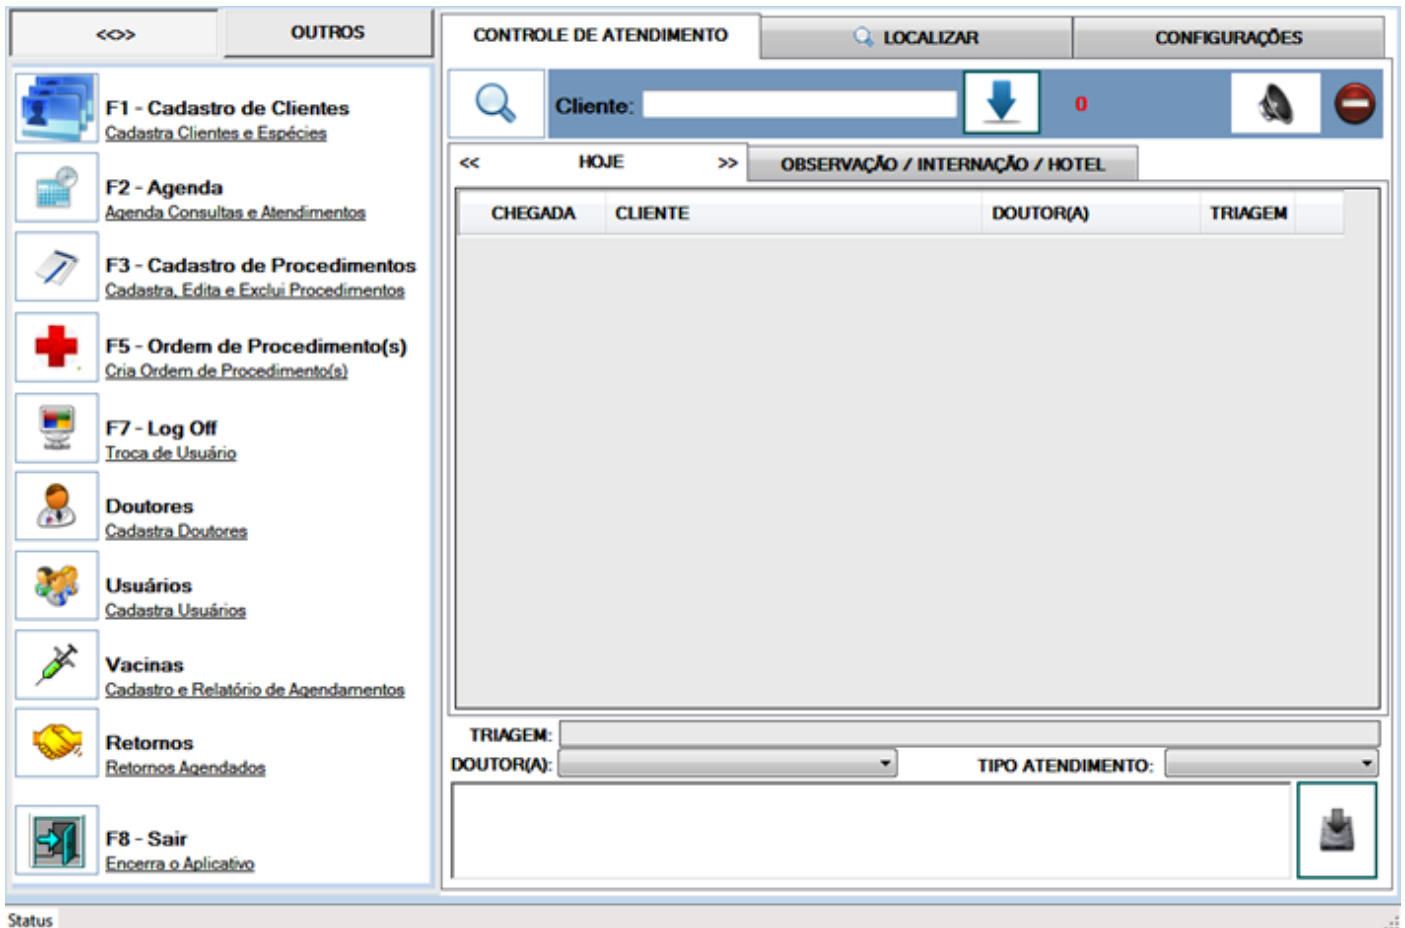 <<>>
OUTROS
F1 - Cadastro de Clientes
Cadastra Clientes e Espécies
F2 - Agenda
Agenda Consultas e Atendimentos
F3 - Cadastro de Procedimentos
Cadastra, Edita e Exclui Procedimentos
F5 - Ordem de Procedimento(s)
Cria Ordem de Procedimento(s)
F7 - Log Off
Troca de Usuário
Doutores
Cadastra Doutores
Usuários
Cadastra Usuários
Vacinas
Cadastro e Relatório de Agendamentos
Retornos
Retornos Agendados
F8 - Sair
Encerra o Aplicativo
CONTROLE DE ATENDIMENTO
LOCALIZAR
CONFIGURAÇÕES
Cliente:
0
<< HOJE >>
OBSERVAÇÃO / INTERNAÇÃO / HOTEL
CHEGADA CLIENTE DOUTOR(A) TRIAGEM
TRIAGEM:
DOUTOR(A):
TIPO ATENDIMENTO:
Status